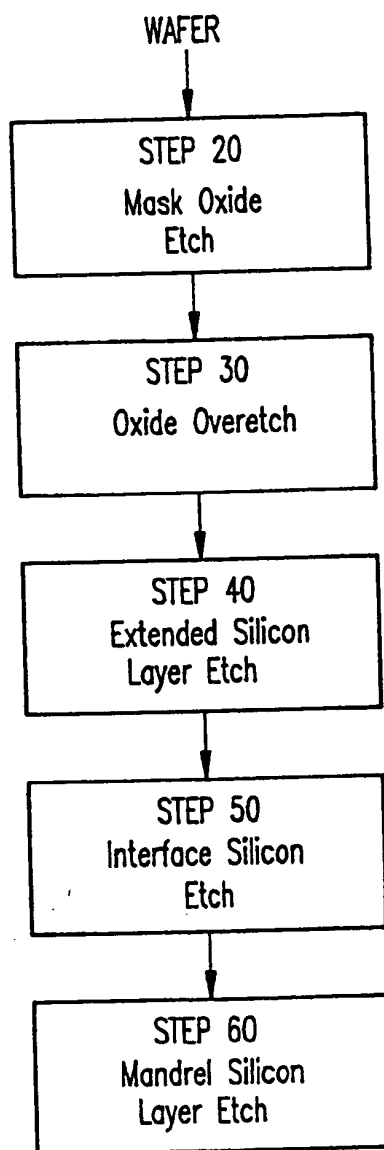 WAFER
STEP 20
Mask Oxide
Etch
STEP 30
Oxide Overetch
STEP 40
Extended Silicon
Layer Etch
STEP 50
Interface Silicon
Etch
STEP 60
Mandrel Silicon
Layer Etch